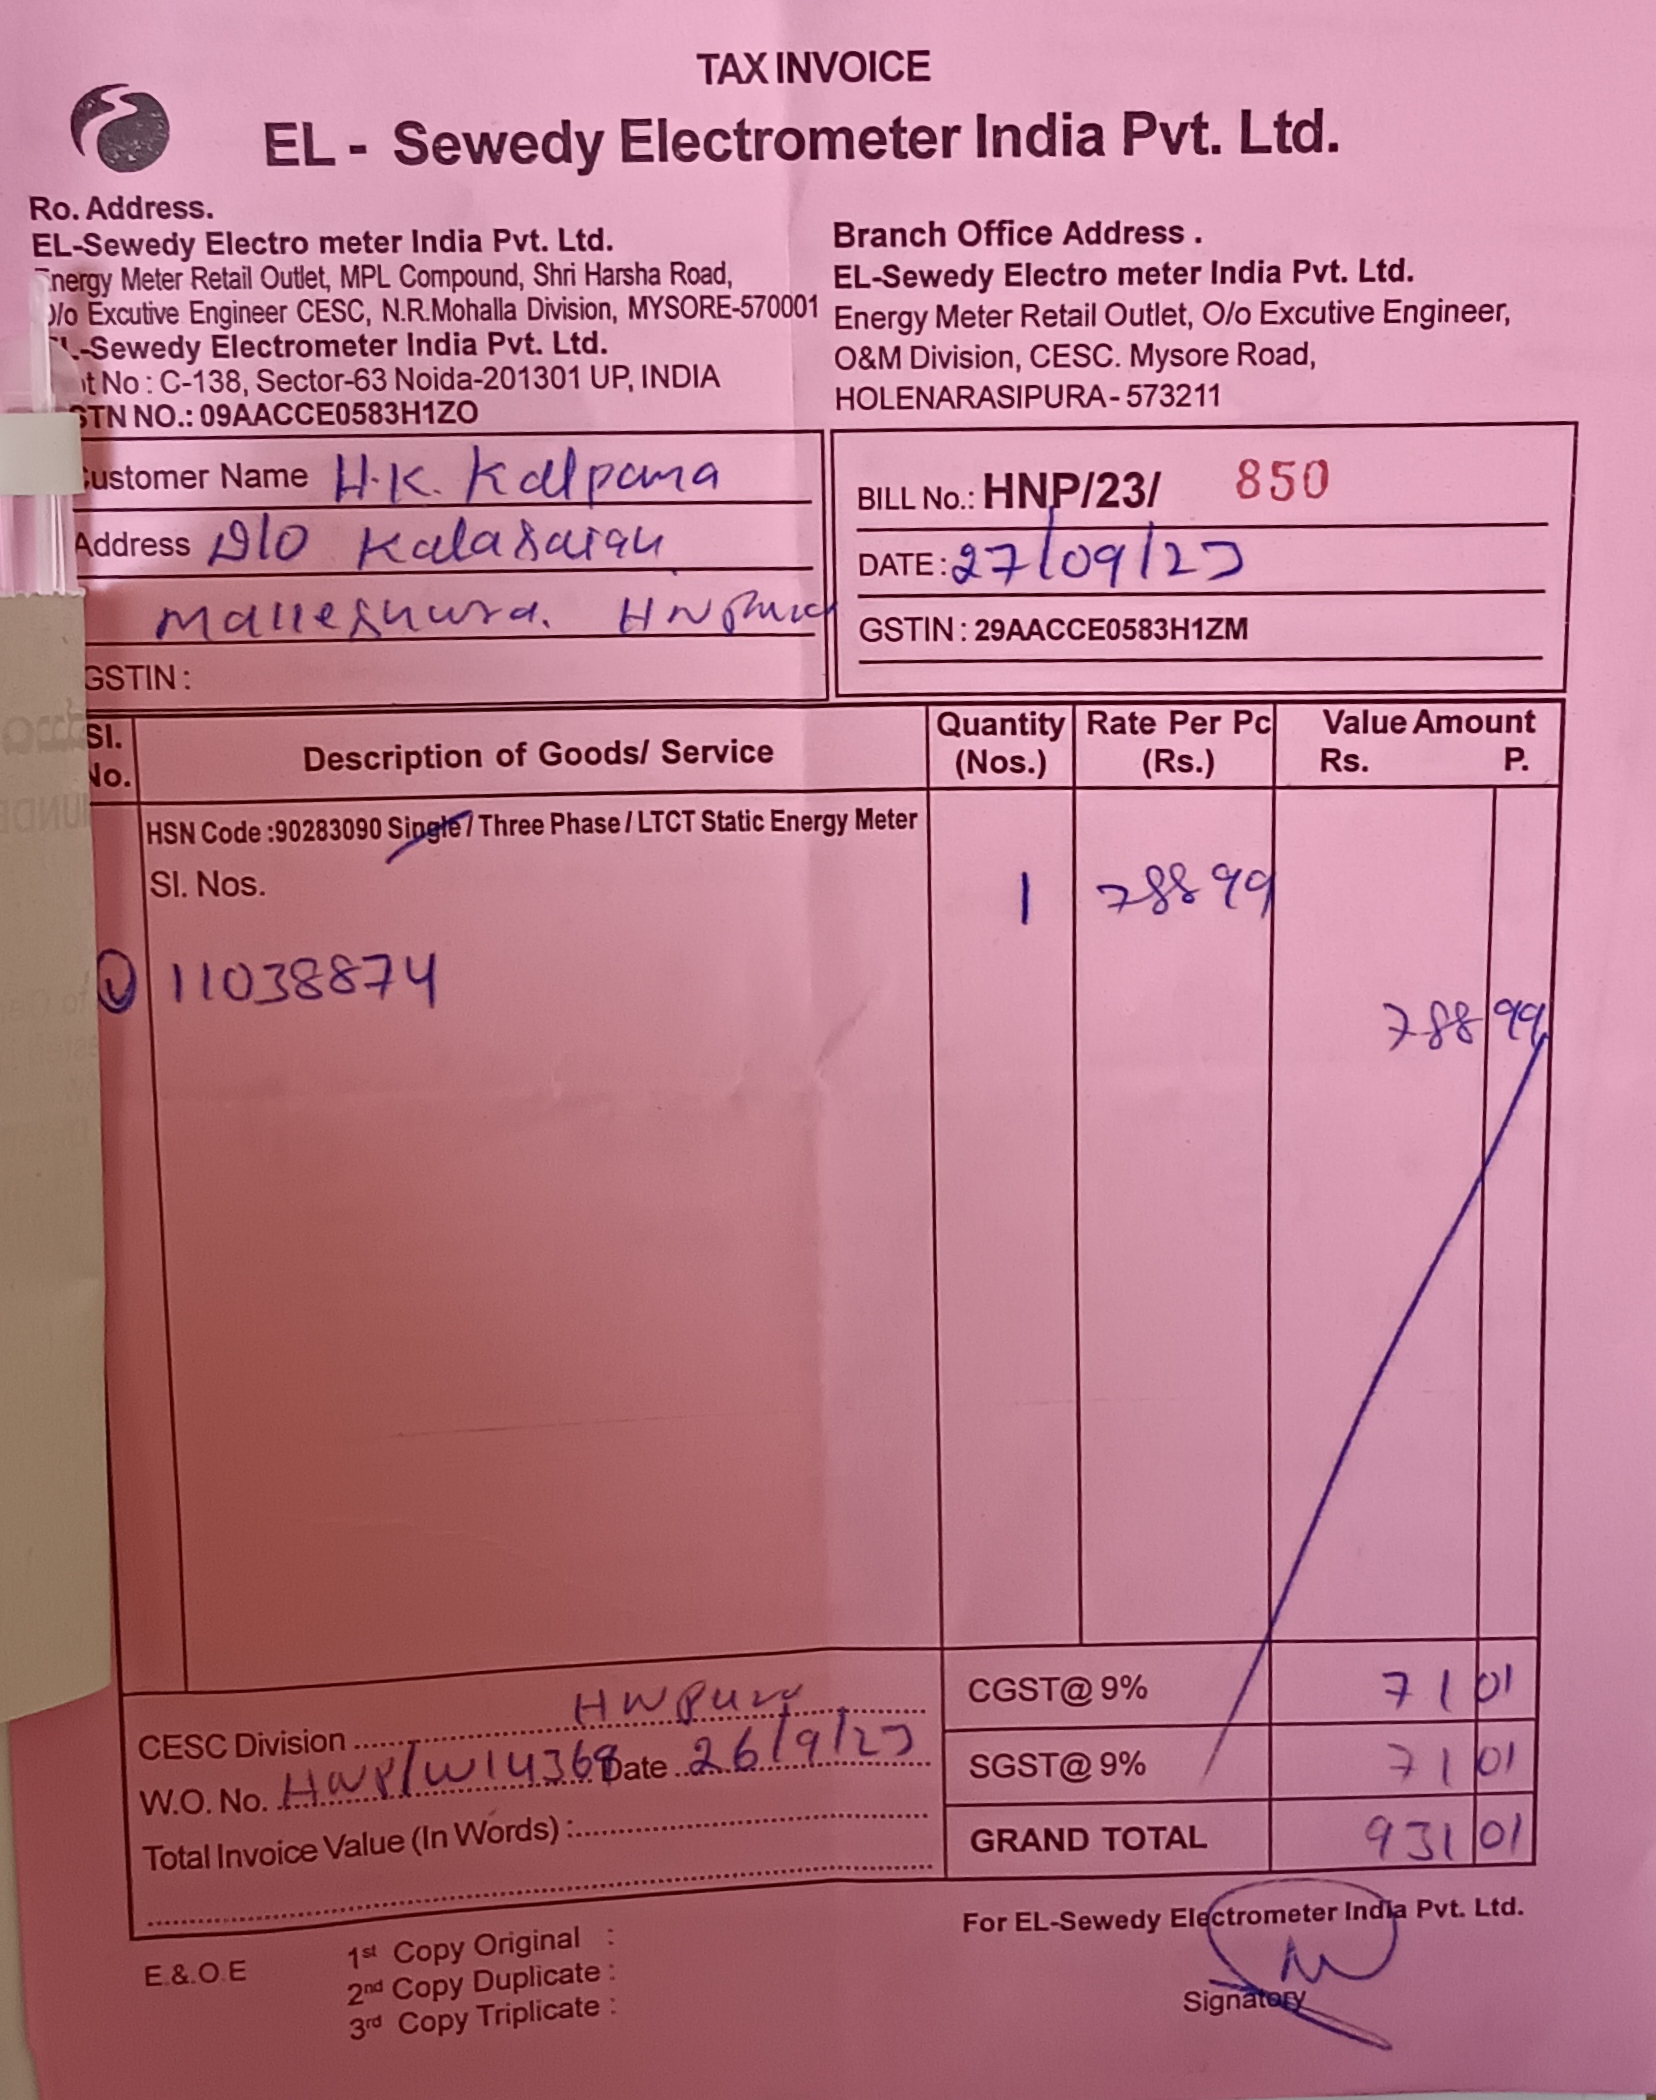 TAX INVOICE
EL - Sewedy Electrometer India Pvt. Ltd.
Ro. Address.
EL-Sewedy Electro meter India Pvt. Ltd.
Energy Meter Retail Outlet, MPL Compound, Shri Harsha Road,
O/o Excutive Engineer CESC, N.R.Mohalla Division, MYSORE-570001
EL-Sewedy Electrometer India Pvt. Ltd.
t No : C-138, Sector-63 Noida-201301 UP, INDIA
STN NO.: 09AACCE0583H1ZO
Branch Office Address .
EL-Sewedy Electro meter India Pvt. Ltd.
Energy Meter Retail Outlet, O/o Excutive Engineer,
O&M Division, CESC. Mysore Road,
HOLENARASIPURA- 573211
Customer Name H.K. Kalpana
Address D/O
Malleshwra. HNpura
GSTIN :
BILL No.: HNP/23/ 850
DATE : 27/09/23
GSTIN : 29AACCE0583H1ZM
Sl. No. Description of Goods/ Service Quantity (Nos.) Rate Per Pc (Rs.) Value Amount Rs. P.
HSN Code :90283090 Single / Three Phase / LTCT Static Energy Meter
Sl. Nos. 1 788 99
11038874
788 99
CGST@ 9% 71 01
SGST@ 9% 71 01
GRAND TOTAL 931 01
CESC Division HNPura
W.O. No. HNP/W14368 Date 26/9/23
Total Invoice Value (In Words) :
For EL-Sewedy Electrometer India Pvt. Ltd.
Signatory
E.&.O.E
1st Copy Original :
2nd Copy Duplicate :
3rd Copy Triplicate :